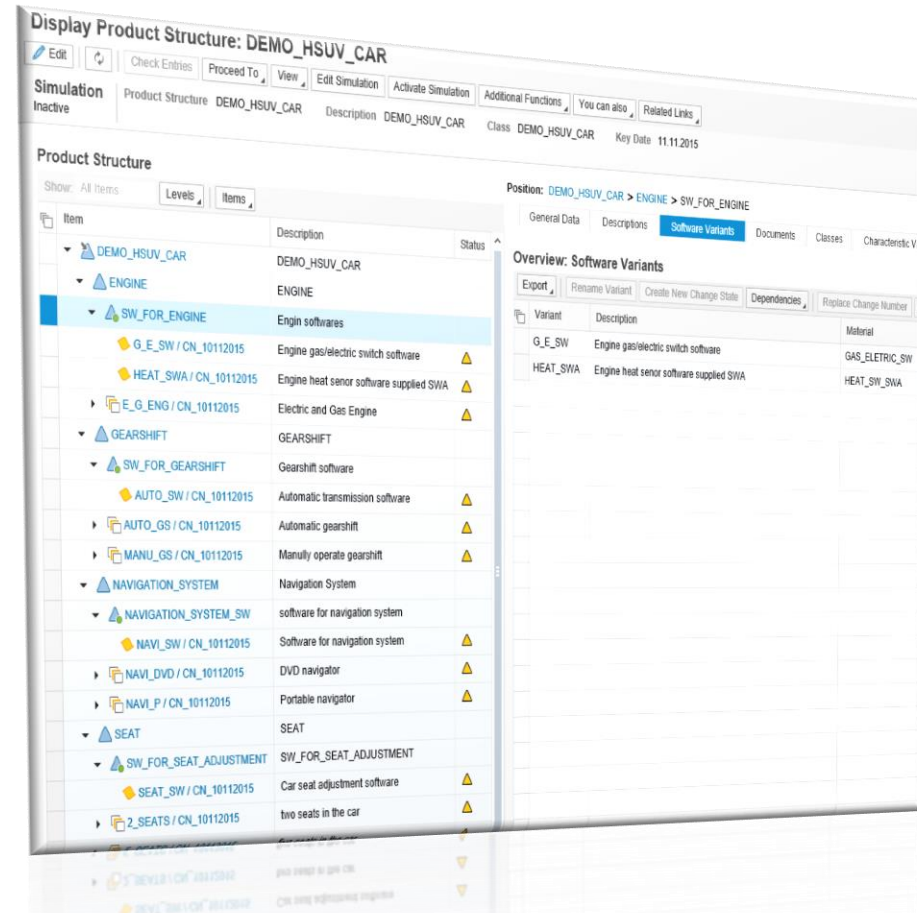 Display Product Structure: DEMO_HSUV_CAR
Edit Check Entries Proceed To View Edit Simulation Activate Simulation Additional Functions You can also Related Links
Simulation Product Structure DEMO_HSUV_CAR Description DEMO_HSUV_CAR Class DEMO_HSUV_CAR Key Date 11.11.2015
Inactive
Product Structure
Show: All Items Levels Items
Item Description Status
DEMO_HSUV_CAR DEMO_HSUV_CAR
ENGINE ENGINE
SW_FOR_ENGINE Engin softwares
G_E_SW / CN_10112015 Engine gas/electric switch software
HEAT_SWA / CN_10112015 Engine heat senor software supplied SWA
E_G_ENG / CN_10112015 Electric and Gas Engine
GEARSHIFT GEARSHIFT
SW_FOR_GEARSHIFT Gearshift software
AUTO_SW / CN_10112015 Automatic transmission software
AUTO_GS / CN_10112015 Automatic gearshift
MANU_GS / CN_10112015 Manully operate gearshift
NAVIGATION_SYSTEM Navigation System
NAVIGATION_SYSTEM_SW software for navigation system
NAVI_SW / CN_10112015 Software for navigation system
NAVI_DVD / CN_10112015 DVD navigator
NAVI_P / CN_10112015 Portable navigator
SEAT SEAT
SW_FOR_SEAT_ADJUSTMENT SW_FOR_SEAT_ADJUSTMENT
SEAT_SW / CN_10112015 Car seat adjustment software
2_SEATS / CN_10112015 two seats in the car
Position: DEMO_HSUV_CAR > ENGINE > SW_FOR_ENGINE
General Data Descriptions Software Variants Documents Classes Characteristic V
Overview: Software Variants
Export Rename Variant Create New Change State Dependencies Replace Change Number
Variant Description Material
G_E_SW Engine gas/electric switch software GAS_ELETRIC_SW
HEAT_SWA Engine heat senor software supplied SWA HEAT_SW_SWA